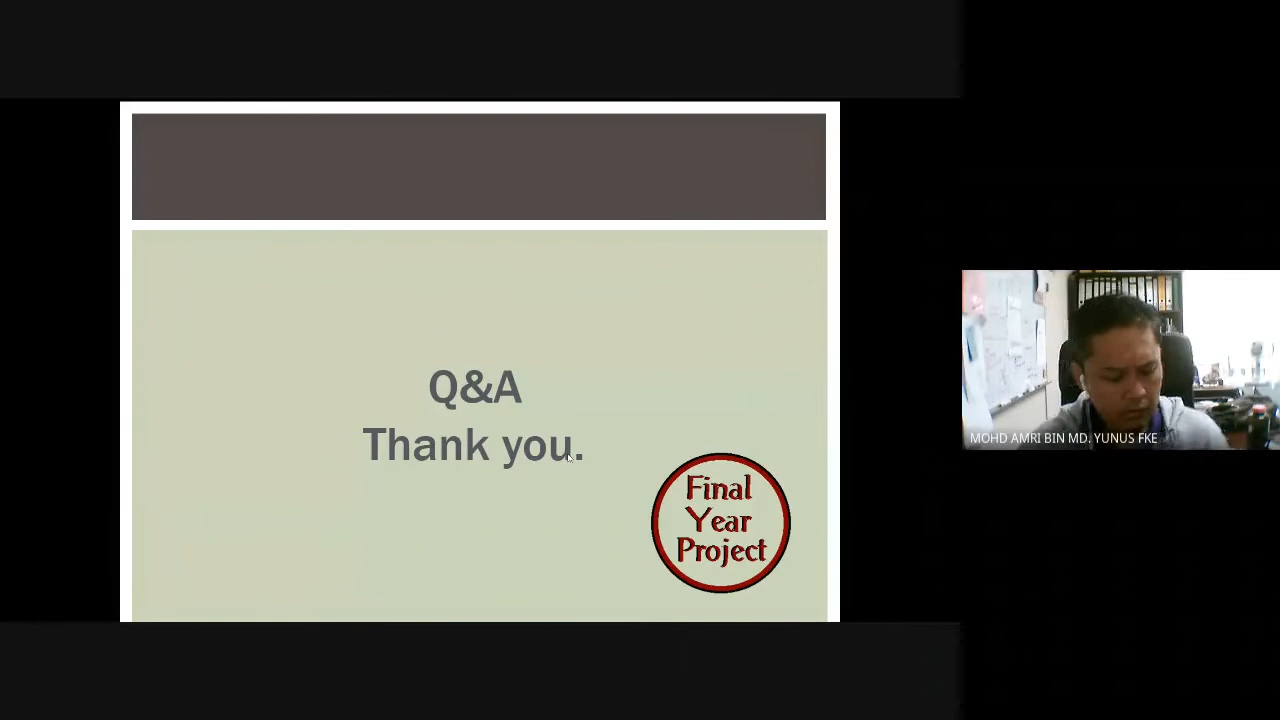 Q&A
Thank you.
Final
Year
Project
MOHD AMRI BIN MD. YUNUS FKE